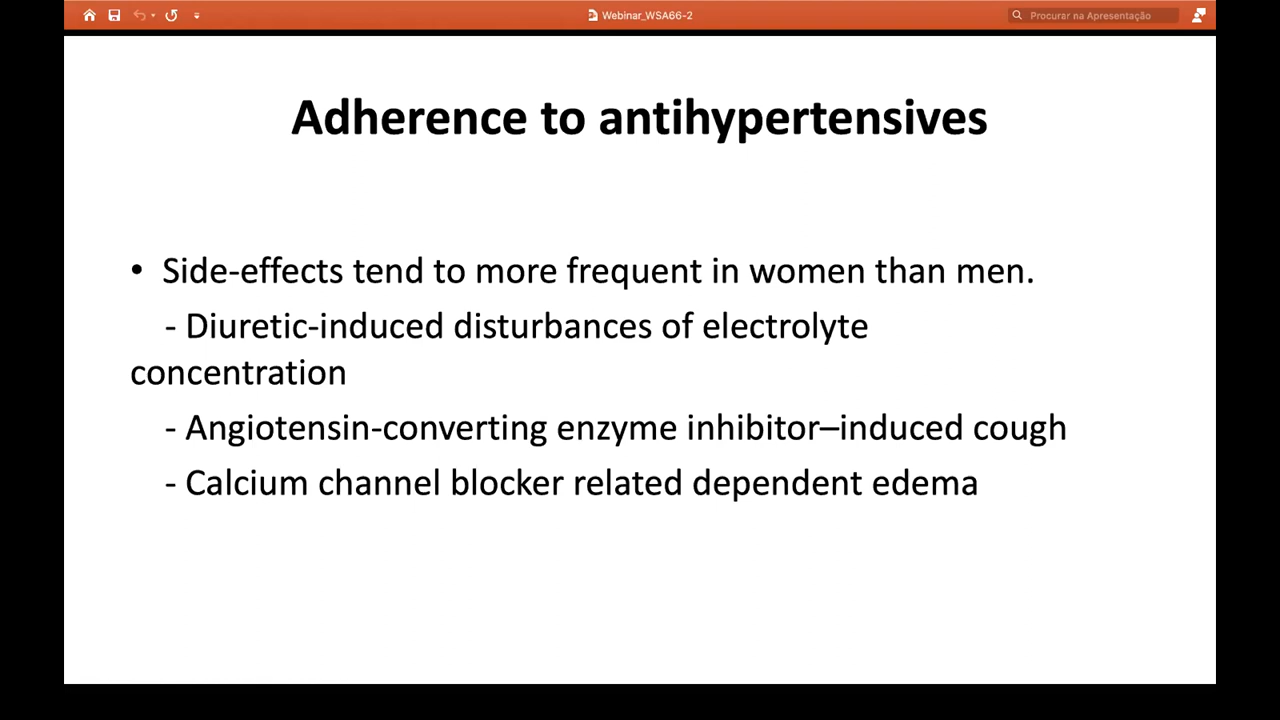 Webinar_WSA66-2
Procurar na Apresentação
Adherence to antihypertensives
• Side-effects tend to more frequent in women than men.
- Diuretic-induced disturbances of electrolyte
concentration
- Angiotensin-converting enzyme inhibitor–induced cough
- Calcium channel blocker related dependent edema